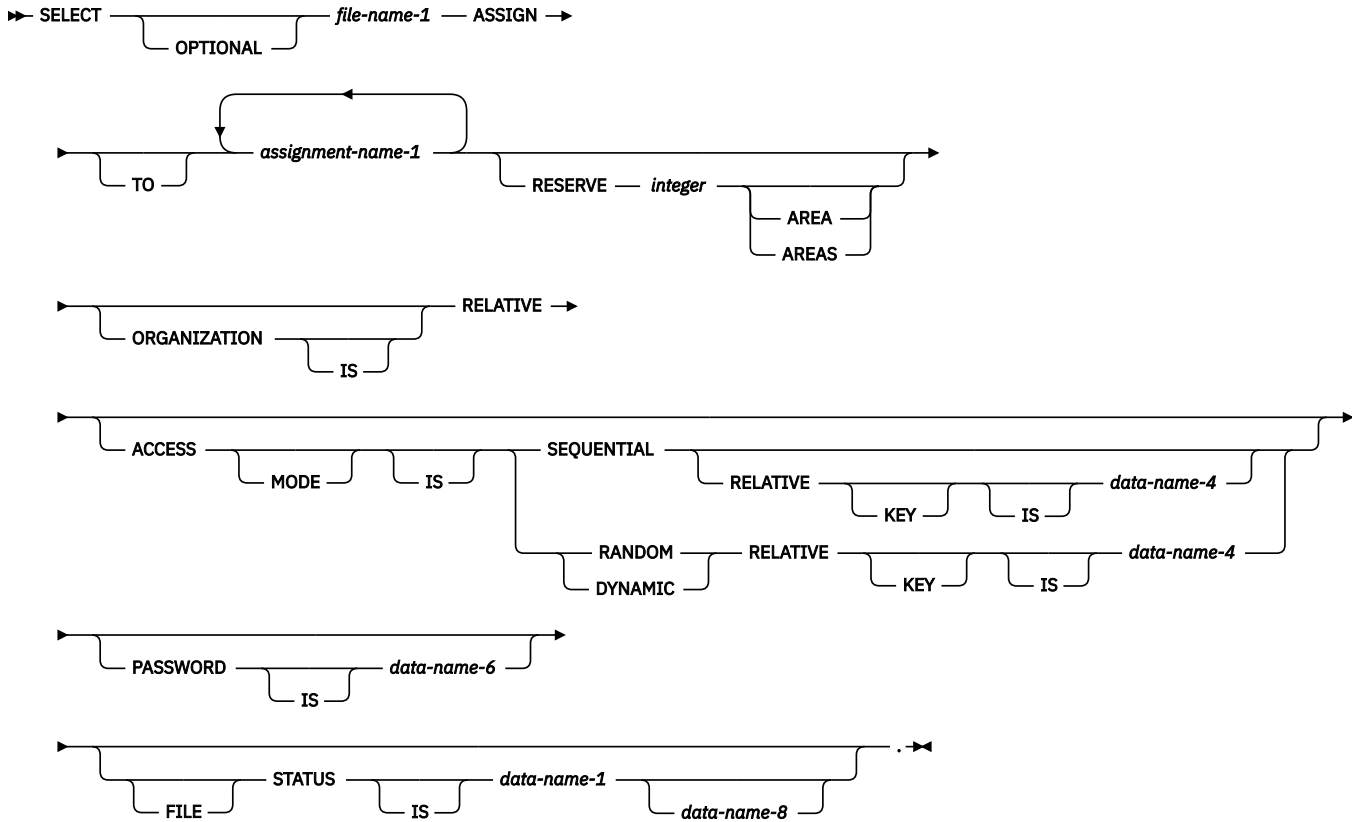 SELECT file-name-1 ASSIGN
OPTIONAL
assignment-name-1
TO RESERVE integer
AREA
AREAS
RELATIVE
ORGANIZATION
IS
ACCESS SEQUENTIAL
MODE IS RELATIVE data-name-4
KEY IS
RANDOM RELATIVE data-name-4
DYNAMIC KEY IS
PASSWORD data-name-6
IS
.
STATUS data-name-1
FILE IS data-name-8